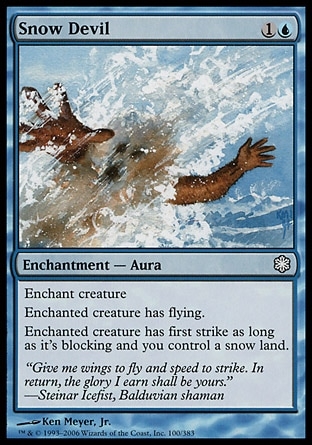 Snow Devil 1
Enchantment — Aura
Enchant creature
Enchanted creature has flying.
Enchanted creature has first strike as long
as it's blocking and you control a snow land.
"Give me wings to fly and speed to strike. In
return, the glory I earn shall be yours."
—Steinar Icefist, Balduvian shaman
Ken Meyer, Jr.
™ & © 1993–2006 Wizards of the Coast, Inc. 100/383